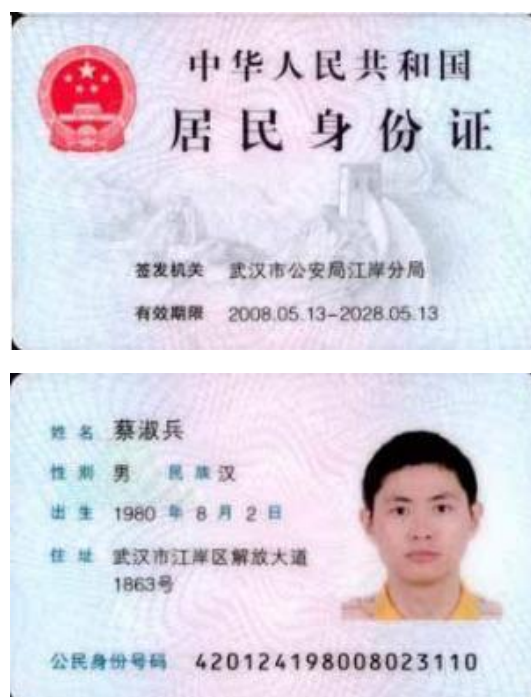 中华人民共和国
居民身份证
签发机关 武汉市公安局江岸分局
有效期限 2008.05.13-2028.05.13
姓名 蔡淑兵
性别 男 民族 汉
出生 1980 年 8 月 2 日
住址 武汉市江岸区解放大道
1863号
公民身份号码 420124198008023110